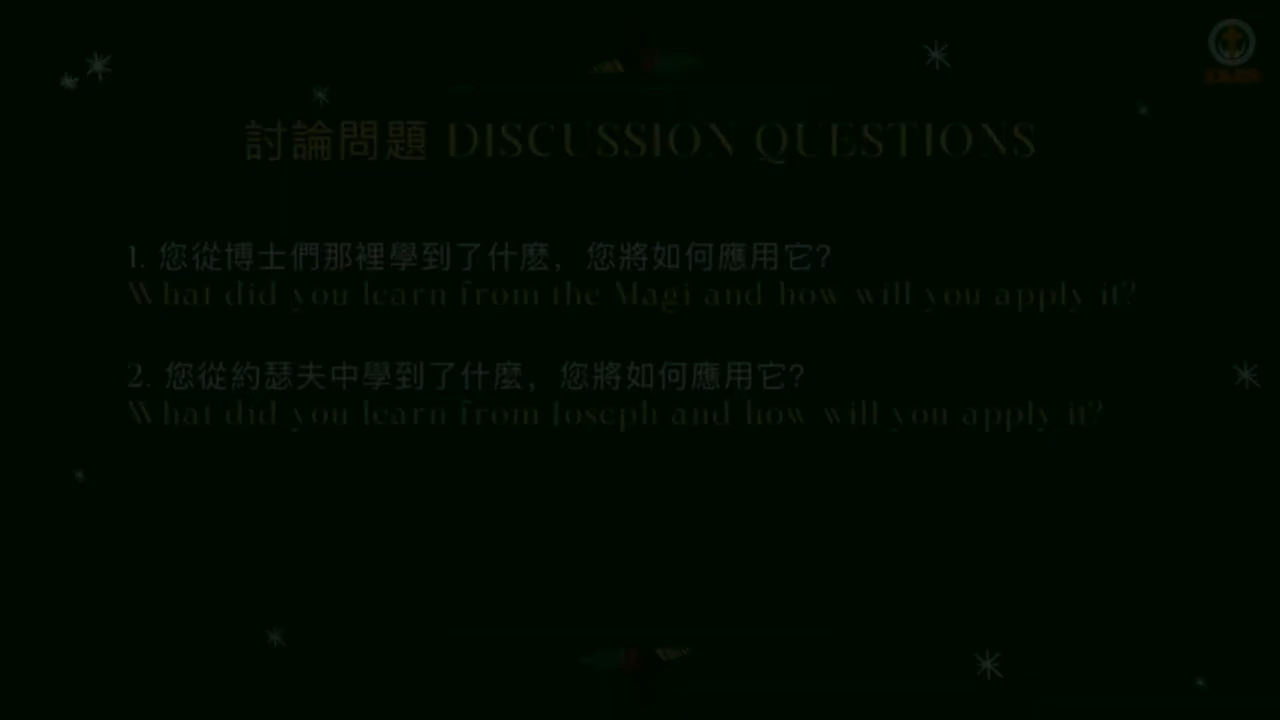 討論問題 DISCUSSION QUESTIONS
1. 您從博士們那裡學到了什麼，您將如何應用它?
What did you learn from the Magi and how will you apply it?
2. 您從約瑟夫中學到了什麼，您將如何應用它?
What did you learn from Joseph and how will you apply it?